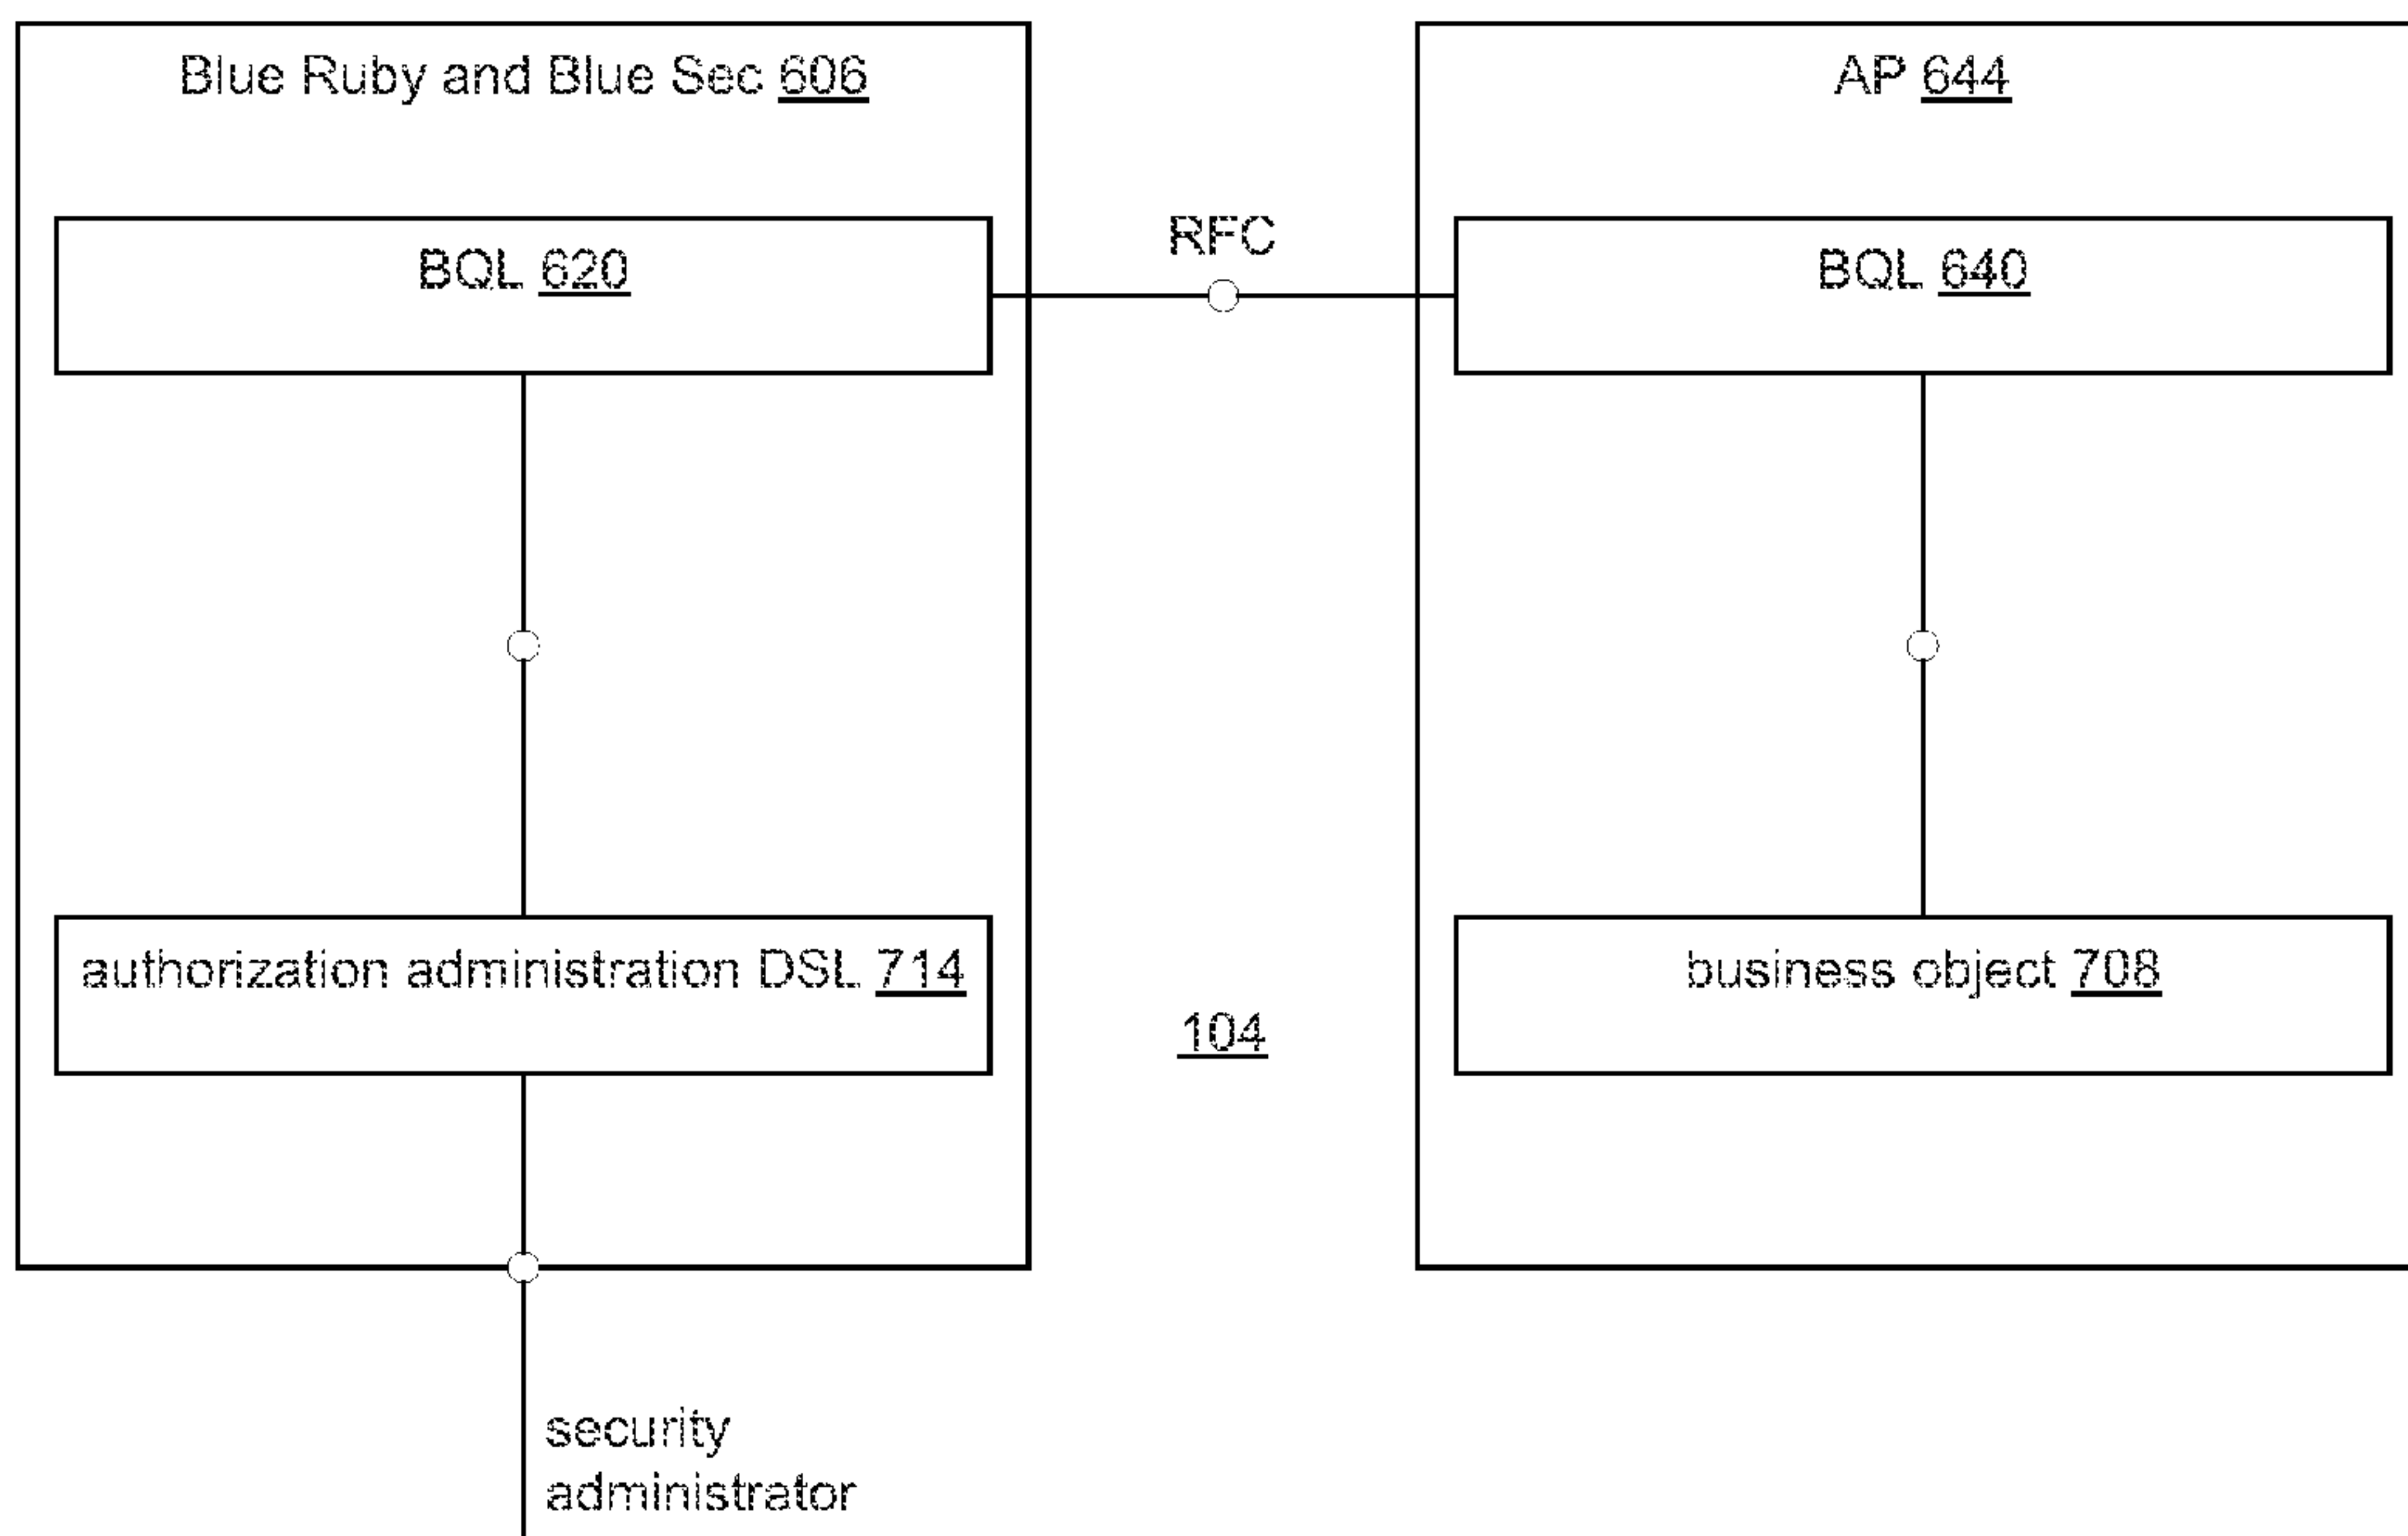 Blue Ruby and Blue Sec 606
AP 644
RFC
BQL 620
BQL 640
authorization administration DSL 714
business object 708
104
security
administrator